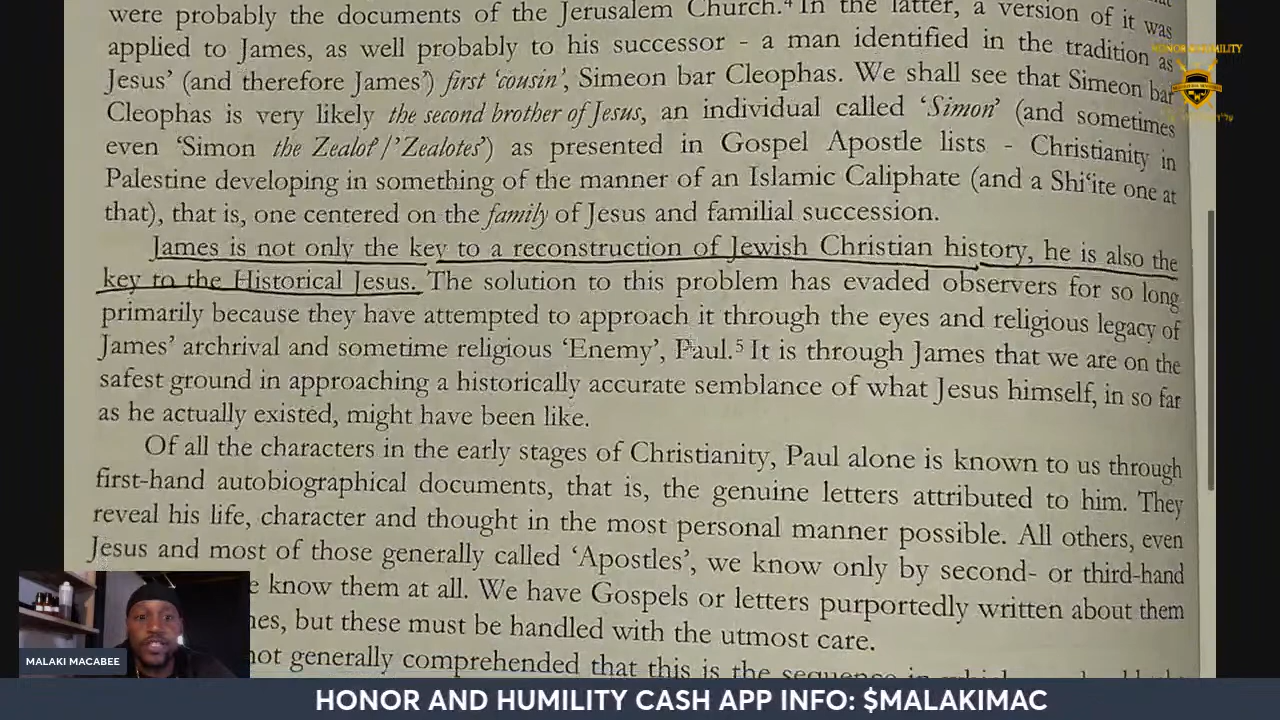 were probably the documents of the Jerusalem Church.⁴ In the latter, a version of it was
applied to James, as well probably to his successor - a man identified in the tradition as
Jesus’ (and therefore James’) first ‘cousin’, Simeon bar Cleophas. We shall see that Simeon bar
Cleophas is very likely the second brother of Jesus, an individual called ‘Simon’ (and sometimes
even ‘Simon the Zealot’/’Zealotes’) as presented in Gospel Apostle lists - Christianity in
Palestine developing in something of the manner of an Islamic Caliphate (and a Shi‘ite one at
that), that is, one centered on the family of Jesus and familial succession.
James is not only the key to a reconstruction of Jewish Christian history, he is also the
key to the Historical Jesus. The solution to this problem has evaded observers for so long
primarily because they have attempted to approach it through the eyes and religious legacy of
James’ archrival and sometime religious ‘Enemy’, Paul.⁵ It is through James that we are on the
safest ground in approaching a historically accurate semblance of what Jesus himself, in so far
as he actually existed, might have been like.
Of all the characters in the early stages of Christianity, Paul alone is known to us through
first-hand autobiographical documents, that is, the genuine letters attributed to him. They
reveal his life, character and thought in the most personal manner possible. All others, even
Jesus and most of those generally called ‘Apostles’, we know only by second- or third-hand
know them at all. We have Gospels or letters purportedly written about them
but these must be handled with the utmost care.
generally comprehended that this is the sequence in which
HONOR AND HUMILITY
MALAKI MACABEE
HONOR AND HUMILITY CASH APP INFO: $MALAKIMAC